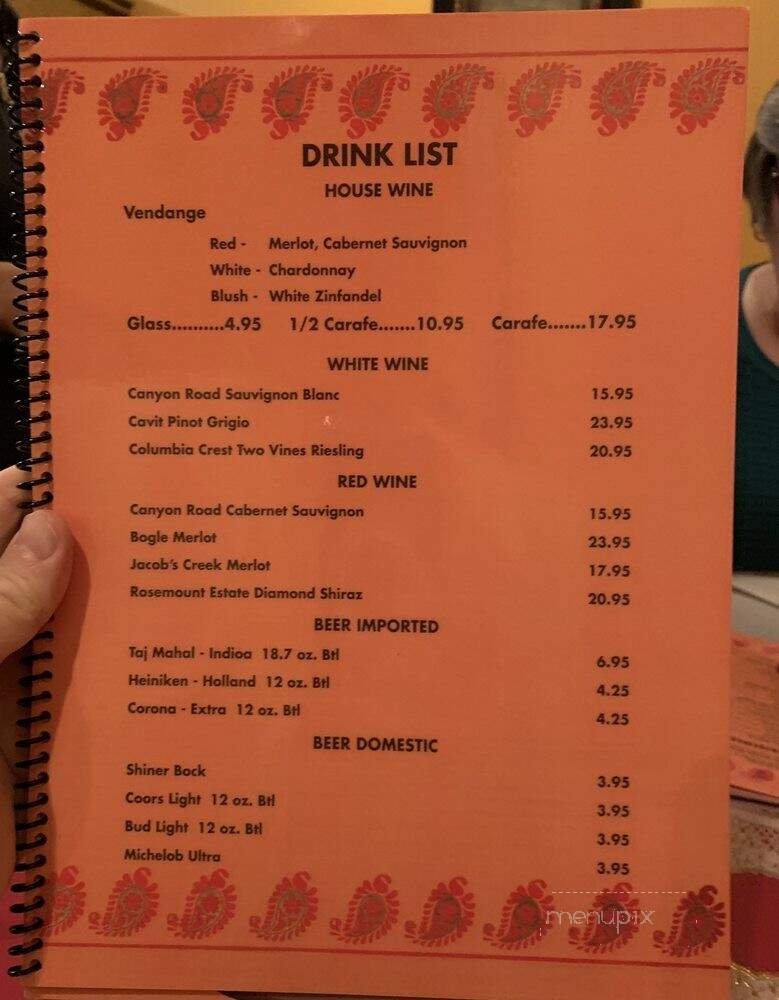 DRINK LIST
HOUSE WINE
Vendange
Red - Merlot, Cabernet Sauvignon
White - Chardonnay
Blush - White Zinfandel
Glass..........4.95 1/2 Carafe.......10.95 Carafe.......17.95
WHITE WINE
Canyon Road Sauvignon Blanc 15.95
Cavit Pinot Grigio 23.95
Columbia Crest Two Vines Riesling 20.95
RED WINE
Canyon Road Cabernet Sauvignon 15.95
Bogle Merlot 23.95
Jacob's Creek Merlot 17.95
Rosemount Estate Diamond Shiraz 20.95
BEER IMPORTED
Taj Mahal - Indioa 18.7 oz. Btl 6.95
Heiniken - Holland 12 oz. Btl 4.25
Corona - Extra 12 oz. Btl 4.25
BEER DOMESTIC
Shiner Bock 3.95
Coors Light 12 oz. Btl 3.95
Bud Light 12 oz. Btl 3.95
Michelob Ultra 3.95
menupix